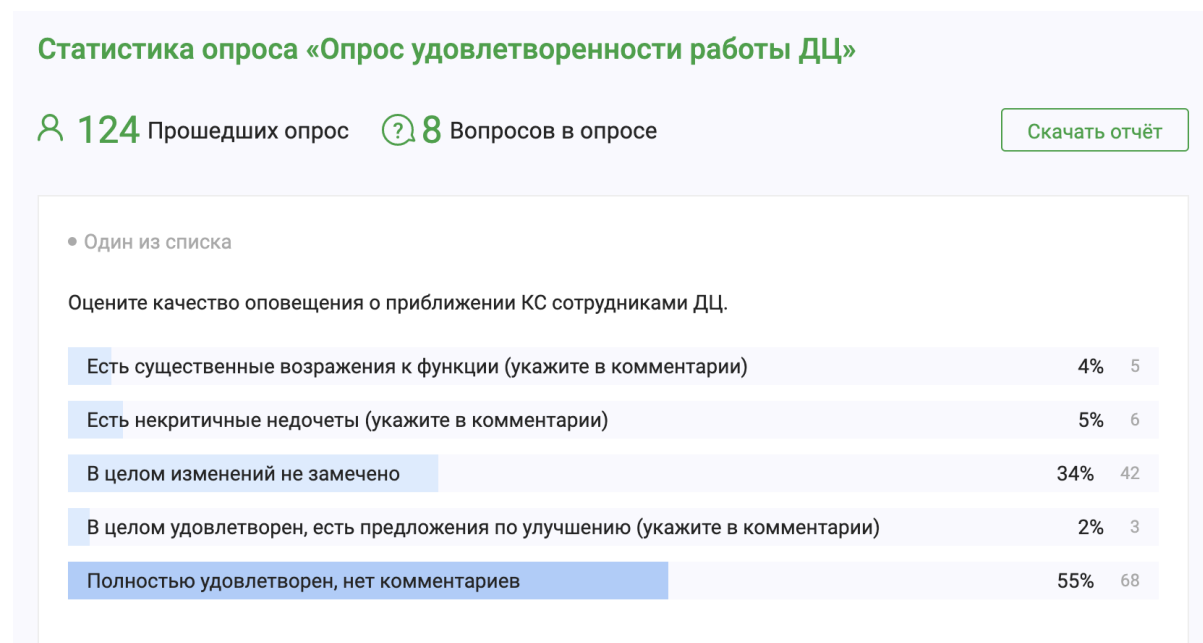 Статистика опроса «Опрос удовлетворенности работы ДЦ»
124 Прошедших опрос ? 8 Вопросов в опросе Скачать отчёт
• Один из списка
Оцените качество оповещения о приближении КС сотрудниками ДЦ.
Есть существенные возражения к функции (укажите в комментарии) 4% 5
Есть некритичные недочеты (укажите в комментарии) 5% 6
В целом изменений не замечено 34% 42
В целом удовлетворен, есть предложения по улучшению (укажите в комментарии) 2% 3
Полностью удовлетворен, нет комментариев 55% 68